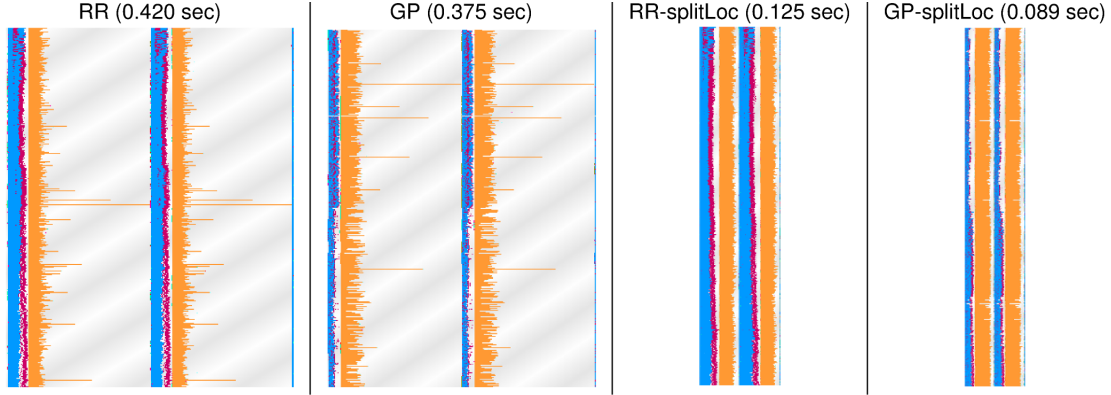 RR (0.420 sec)
GP (0.375 sec)
RR-splitLoc (0.125 sec)
GP-splitLoc (0.089 sec)